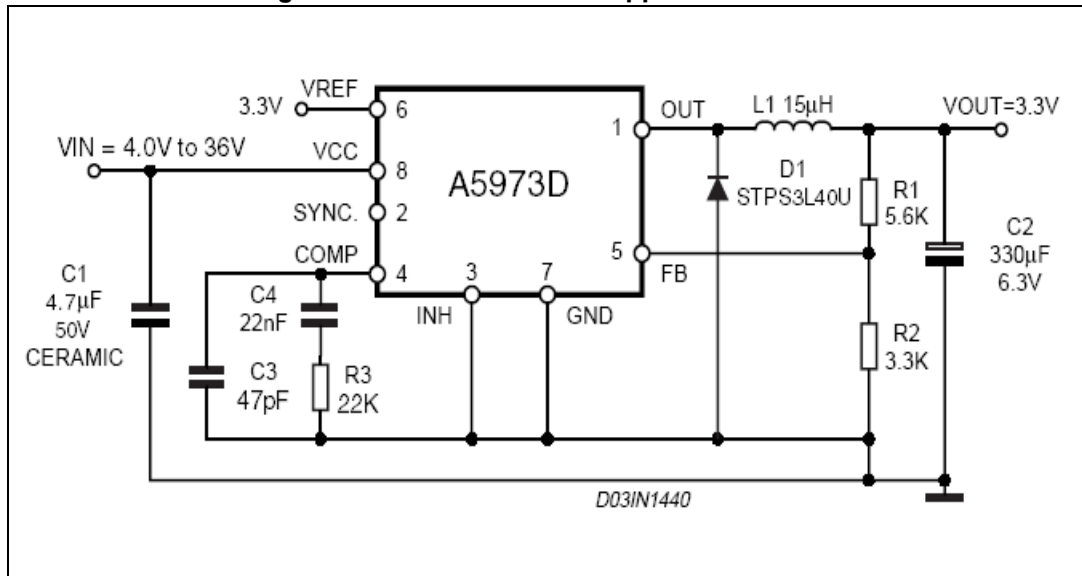 VREF
3.3V
6
VIN = 4.0V to 36V
VCC
8
SYNC.
2
COMP
4
A5973D
1
OUT
L1 15μH
VOUT=3.3V
D1
STPS3L40U
R1
5.6K
5
FB
C2
330μF
6.3V
3
INH
7
GND
C1
4.7μF
50V
CERAMIC
C4
22nF
C3
47pF
R3
22K
R2
3.3K
D03IN1440